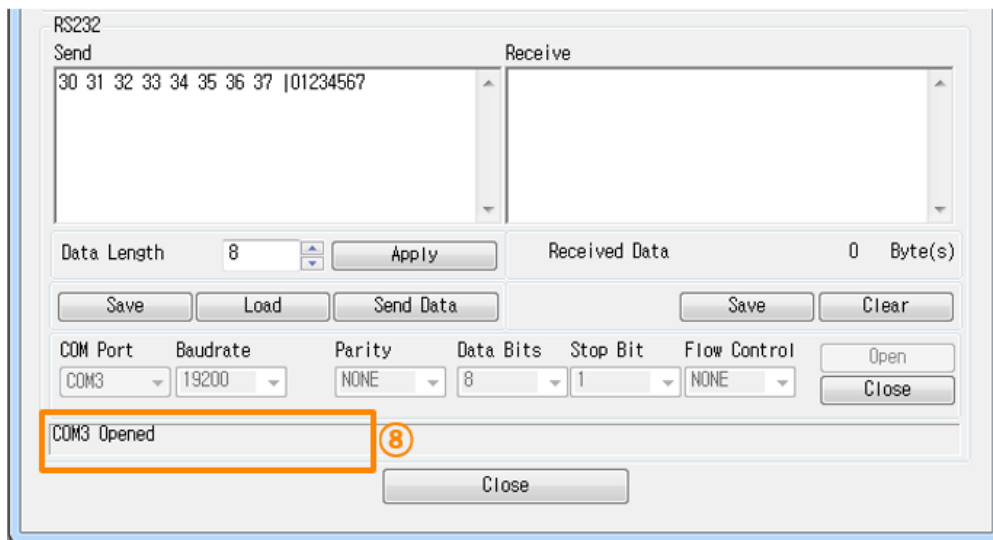 RS232
Send Receive
30 31 32 33 34 35 36 37 |01234567
Data Length 8 Apply Received Data 0 Byte(s)
Save Load Send Data Save Clear
COM Port Baudrate Parity Data Bits Stop Bit Flow Control Open
COM3 19200 NONE 8 1 NONE Close
COM3 Opened ⑧
Close